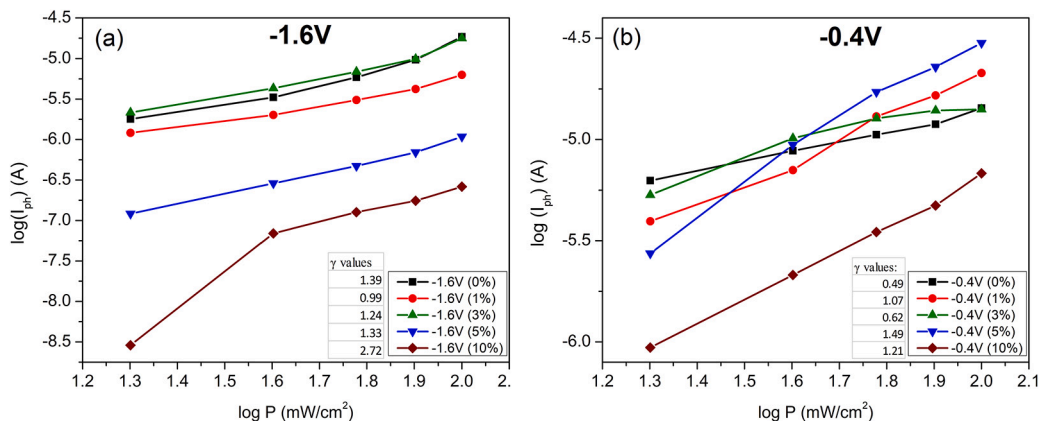 (a) -1.6V
-4.5
-5.0
-5.5
-6.0
-6.5
-7.0
-7.5
-8.0
-8.5
log(Iph) (A)
γ values
1.39
0.99
1.24
1.33
2.72
-1.6V (0%)
-1.6V (1%)
-1.6V (3%)
-1.6V (5%)
-1.6V (10%)
1.2 1.3 1.4 1.5 1.6 1.7 1.8 1.9 2.0 2.
log P (mW/cm²)
(b) -0.4V
-4.5
-5.0
-5.5
-6.0
log (Iph) (A)
γ values:
0.49
1.07
0.62
1.49
1.21
-0.4V (0%)
-0.4V (1%)
-0.4V (3%)
-0.4V (5%)
-0.4V (10%)
1.2 1.3 1.4 1.5 1.6 1.7 1.8 1.9 2.0 2.1
log P (mW/cm²)